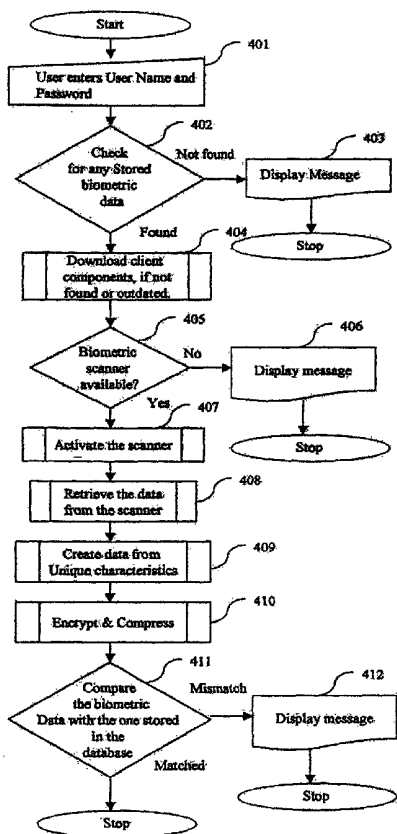 Start
401
User enters User Name and
Password
402
Check
for any Stored
biometric
data
Not found
403
Display Message
Stop
Found
404
Download client
components, if not
found or outdated.
405
Biometric
scanner
available?
No
406
Display message
Stop
Yes
407
Activate the scanner
Retrieve the data
from the scanner
408
Create data from
Unique characteristics
409
Encrypt & Compress
410
411
Compare
the biometric
Data with the one stored
in the
database
Mismatch
412
Display message
Stop
Matched
Stop